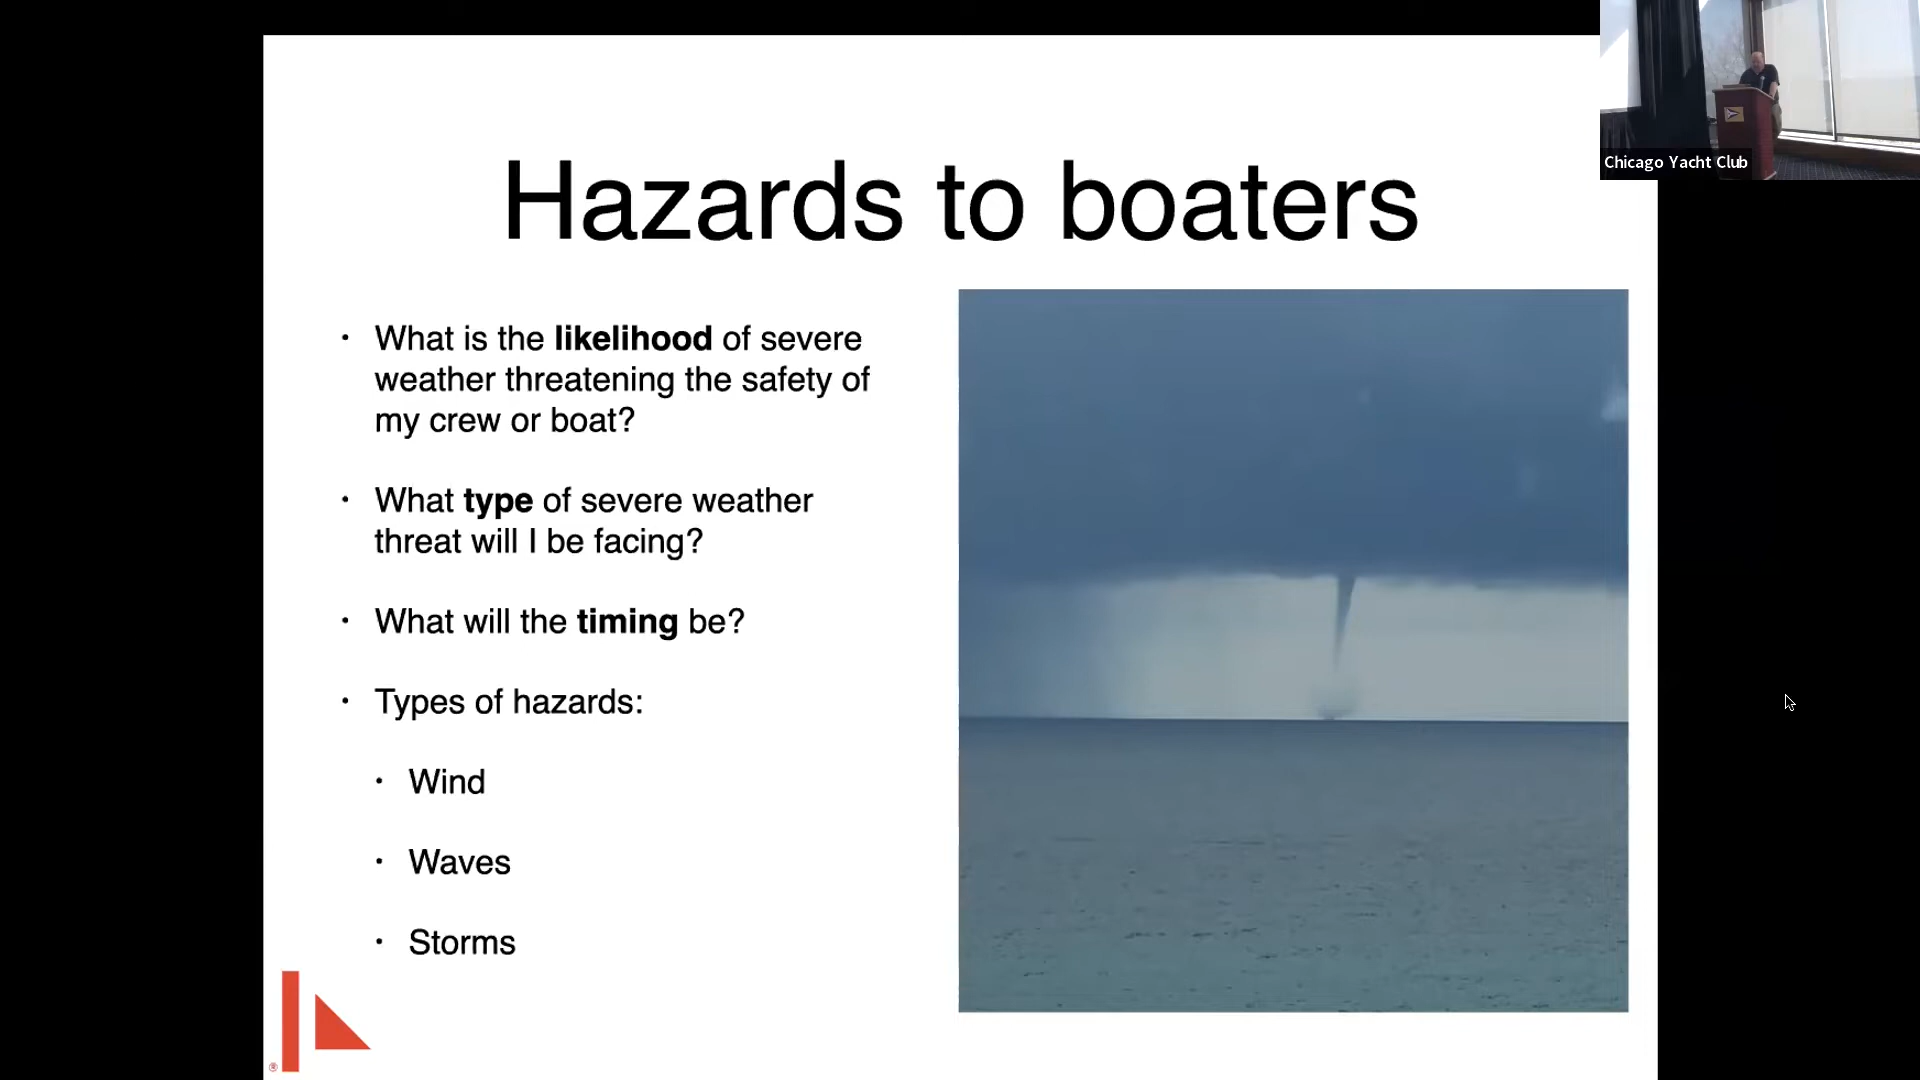 Chicago Yacht Club
Hazards to boaters
• What is the likelihood of severe
weather threatening the safety of
my crew or boat?
• What type of severe weather
threat will I be facing?
• What will the timing be?
• Types of hazards:
• Wind
• Waves
• Storms
®